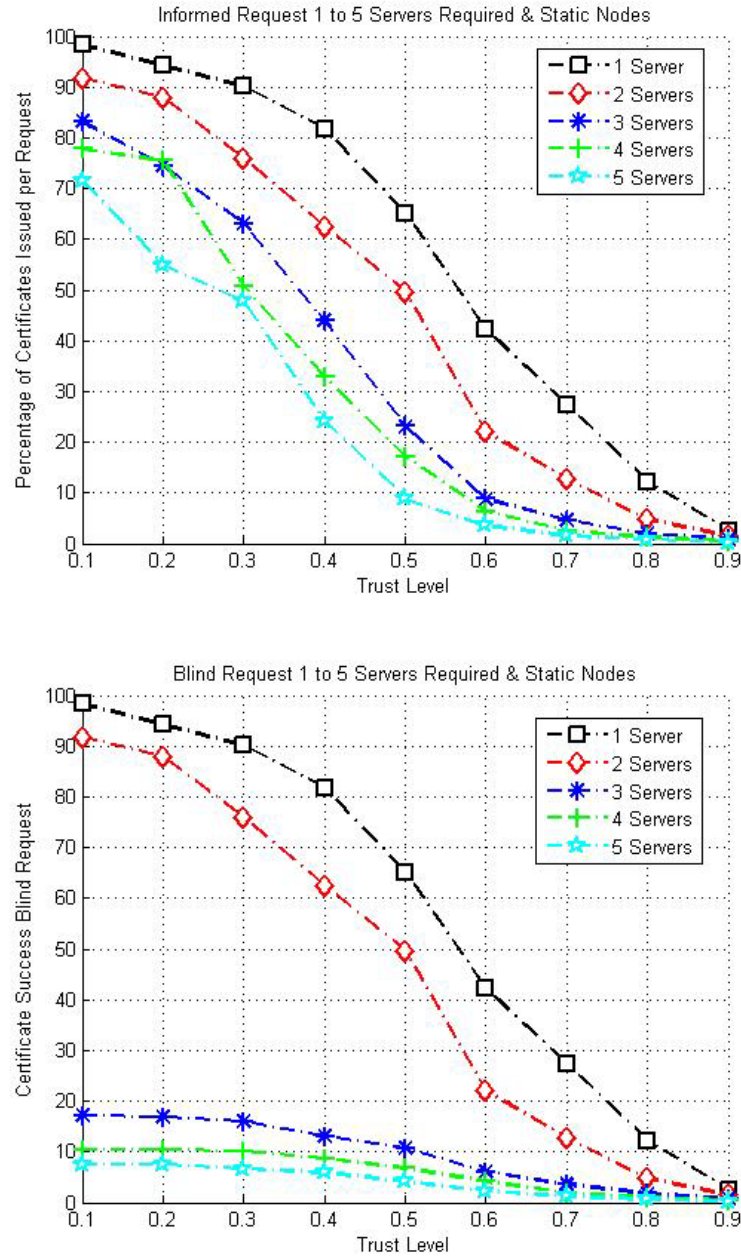 Informed Request 1 to 5 Servers Required & Static Nodes
100
90
80
70
60
50
40
30
20
10
0
Percentage of Certificates Issued per Request
1 Server
2 Servers
3 Servers
4 Servers
5 Servers
0.1 0.2 0.3 0.4 0.5 0.6 0.7 0.8 0.9
Trust Level
Blind Request 1 to 5 Servers Required & Static Nodes
100
90
80
70
60
50
40
30
20
10
0
Certificate Success Blind Request
1 Server
2 Servers
3 Servers
4 Servers
5 Servers
0.1 0.2 0.3 0.4 0.5 0.6 0.7 0.8 0.9
Trust Level